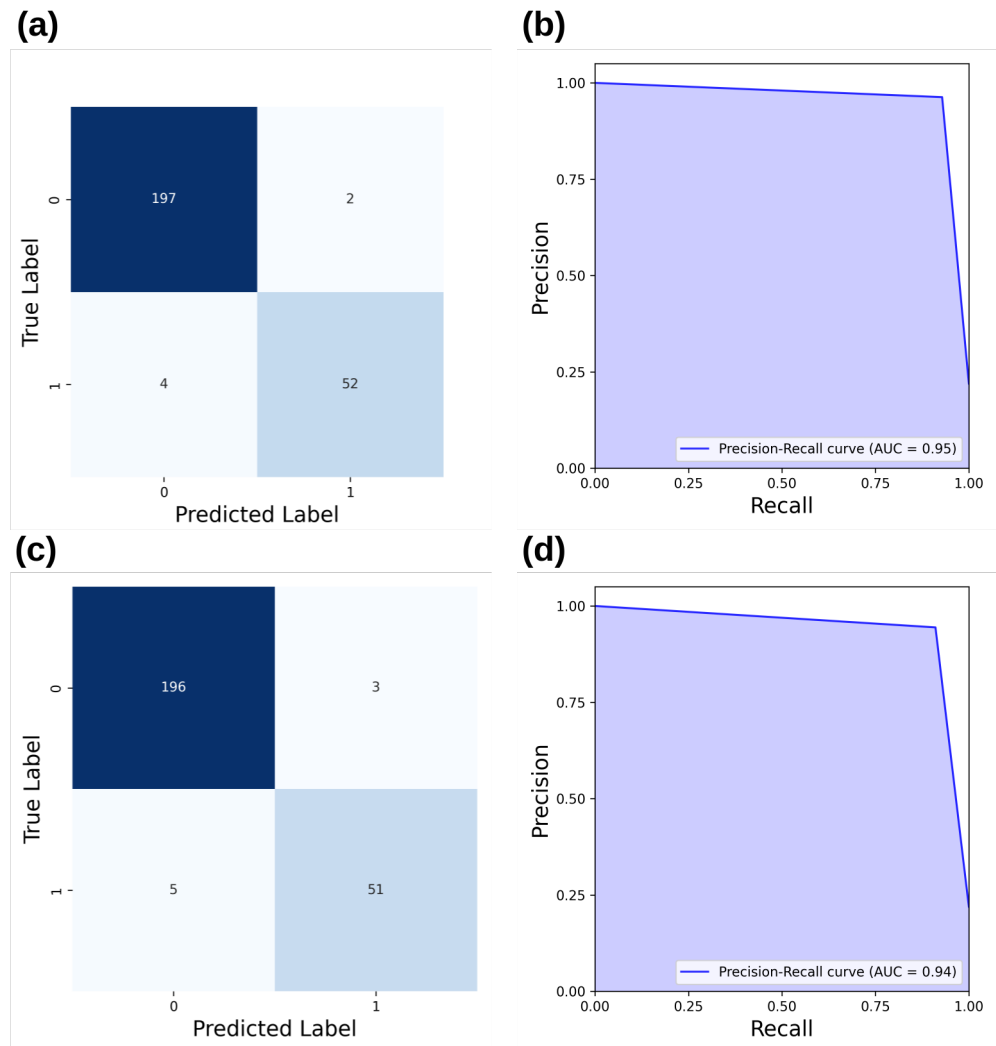 (a)
197
2
4
52
0
1
0
1
True Label
Predicted Label
(b)
1.00
0.75
0.50
0.25
0.00
0.00
0.25
0.50
0.75
1.00
Precision
Recall
Precision-Recall curve (AUC = 0.95)
(c)
196
3
5
51
0
1
0
1
True Label
Predicted Label
(d)
1.00
0.75
0.50
0.25
0.00
0.00
0.25
0.50
0.75
1.00
Precision
Recall
Precision-Recall curve (AUC = 0.94)